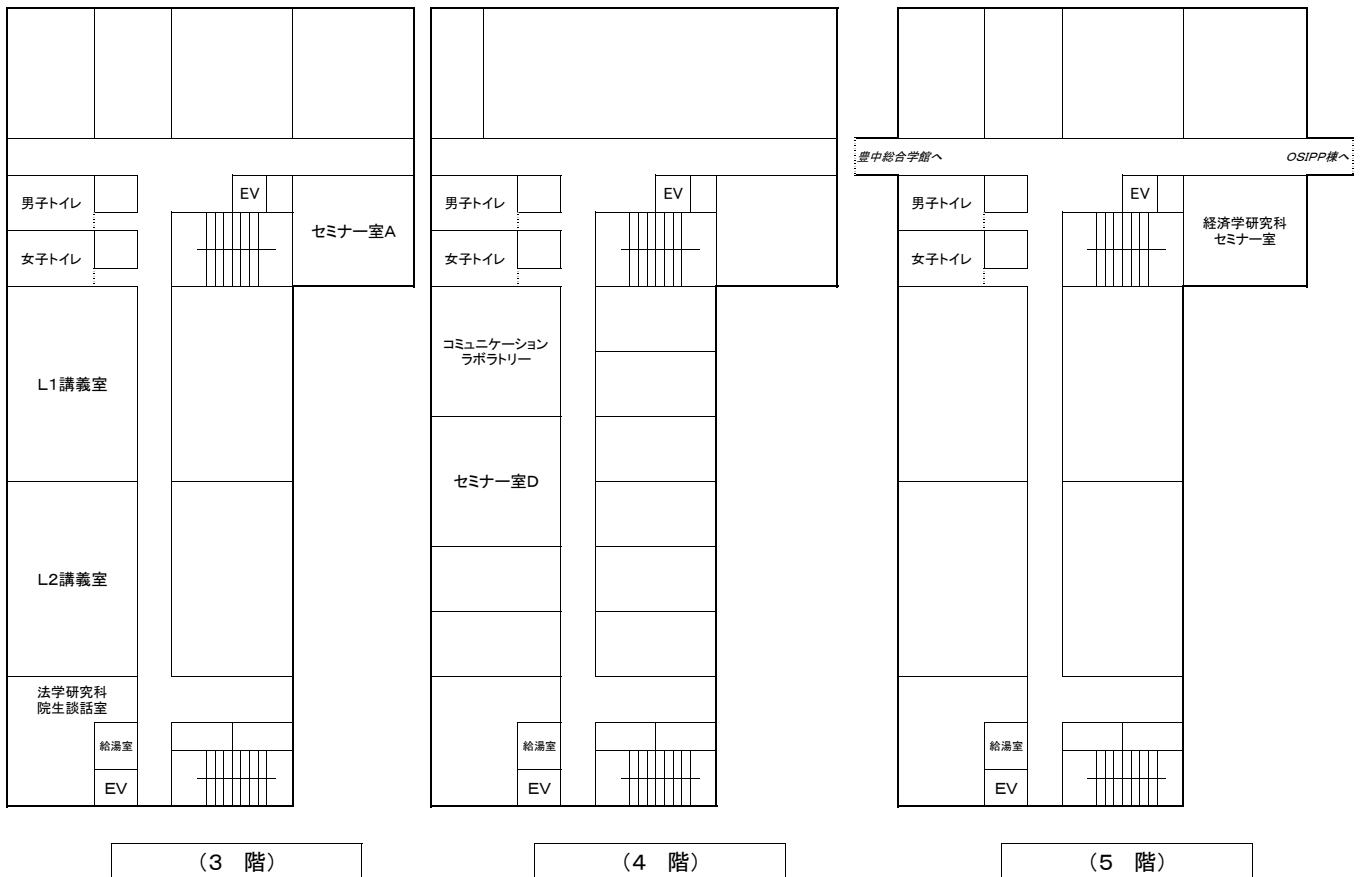 男子トイレ
EV
女子トイレ
セミナー室A
L1講義室
L2講義室
法学研究科
院生談話室
給湯室
EV
（3　階）
男子トイレ
EV
女子トイレ
コミュニケーション
ラボラトリー
セミナー室D
給湯室
EV
（4　階）
豊中総合学館へ
OSIPP棟へ
男子トイレ
EV
女子トイレ
経済学研究科
セミナー室
給湯室
EV
（5　階）